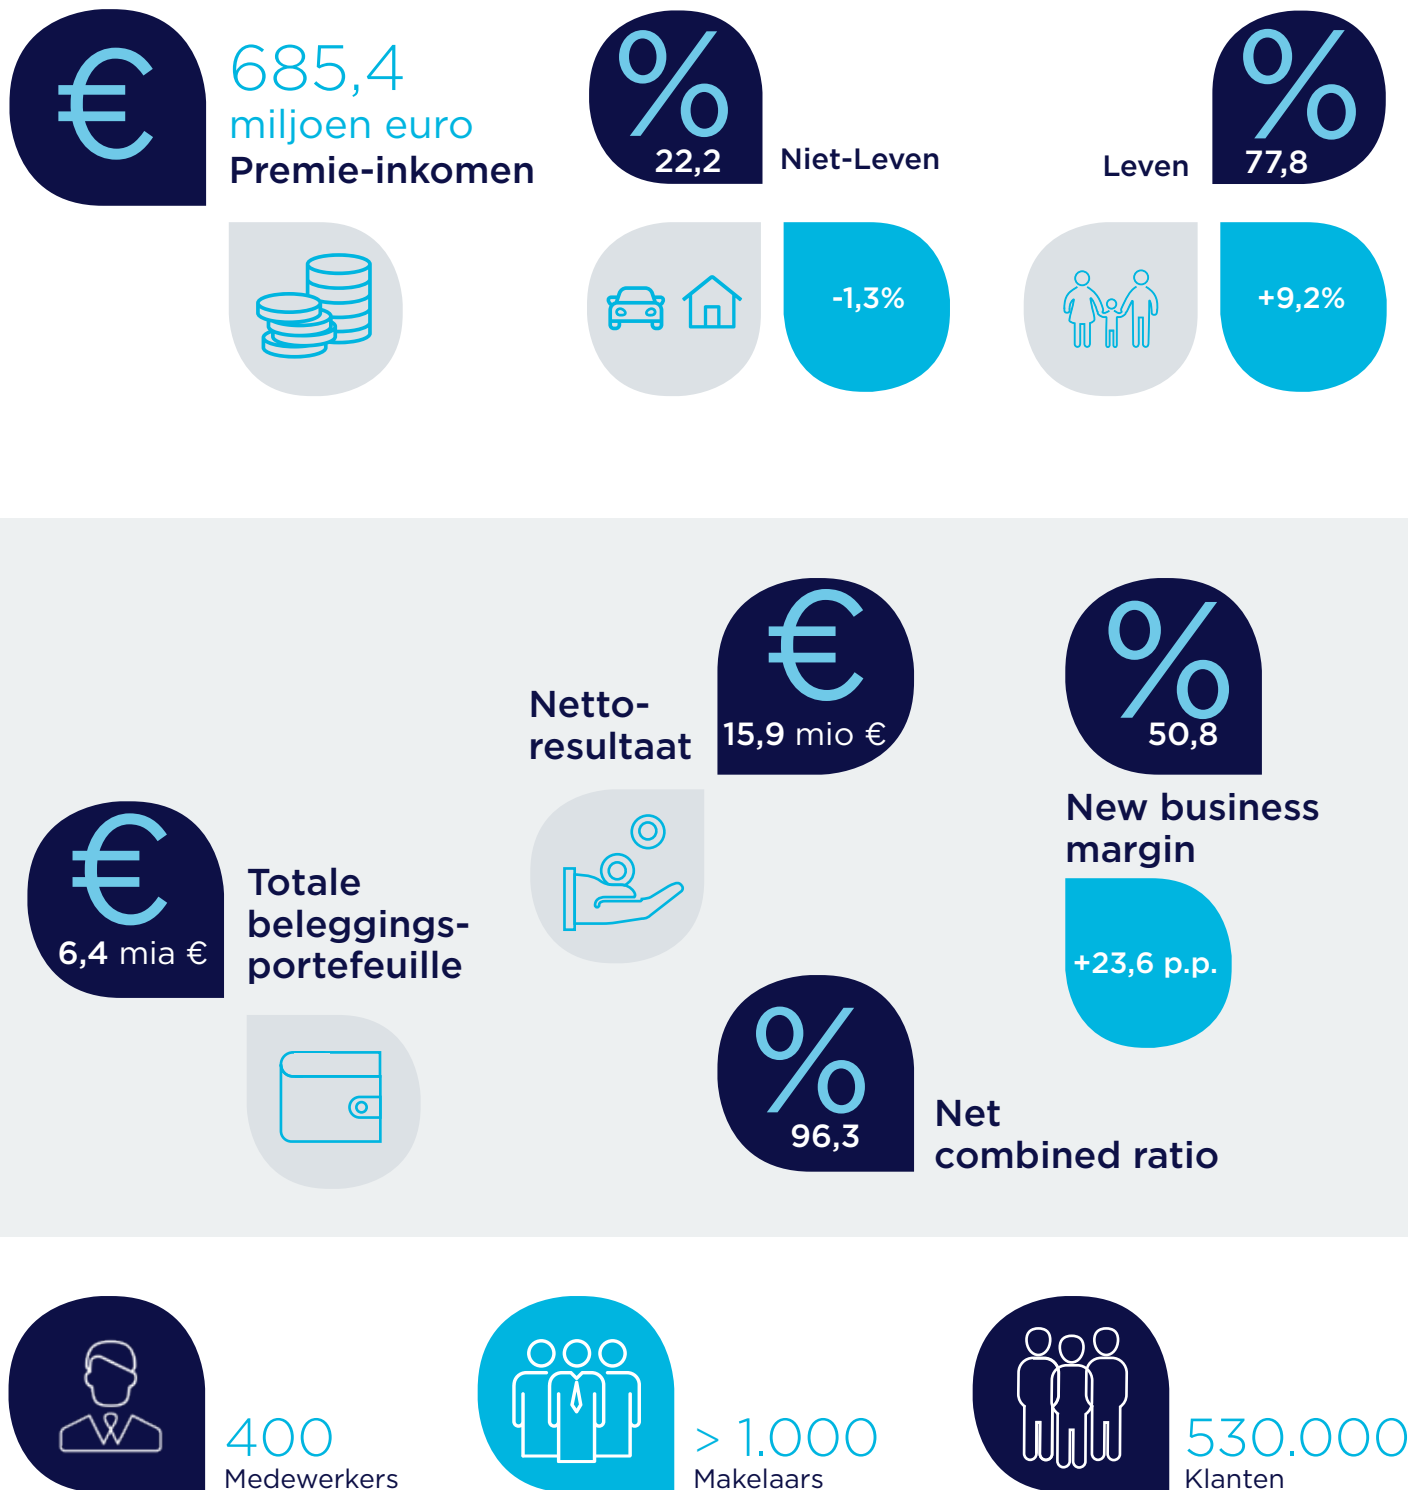 €
685,4
miljoen euro
Premie-inkomen
%
22,2
Niet-Leven
-1,3%
Leven
%
77,8
+9,2%
€
6,4 mia €
Totale
beleggings-
portefeuille
Netto-
resultaat
€
15,9 mio €
%
50,8
New business
margin
+23,6 p.p.
%
96,3
Net
combined ratio
400
Medewerkers
> 1.000
Makelaars
530.000
Klanten